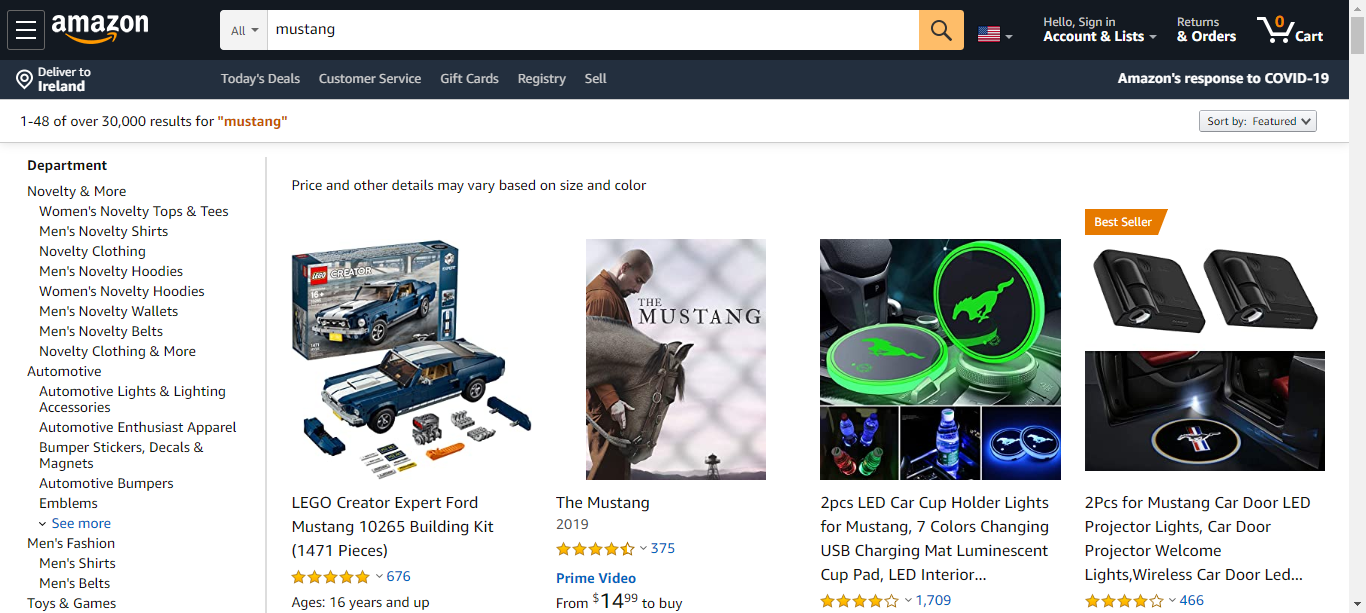 amazon
All
mustang
Hello, Sign in
Account & Lists
Returns
& Orders
0
Cart
Deliver to
Ireland
Today's Deals
Customer Service
Gift Cards
Registry
Sell
Amazon's response to COVID-19
1-48 of over 30,000 results for "mustang"
Sort by: Featured
Department
Novelty & More
Women's Novelty Tops & Tees
Men's Novelty Shirts
Novelty Clothing
Men's Novelty Hoodies
Women's Novelty Hoodies
Men's Novelty Wallets
Men's Novelty Belts
Novelty Clothing & More
Automotive
Automotive Lights & Lighting
Accessories
Automotive Enthusiast Apparel
Bumper Stickers, Decals &
Magnets
Automotive Bumpers
Emblems
See more
Men's Fashion
Men's Shirts
Men's Belts
Toys & Games
Price and other details may vary based on size and color
LEGO
CREATOR
EXPERT
16+
LEGO Creator Expert Ford
Mustang 10265 Building Kit
(1471 Pieces)
676
Ages: 16 years and up
THE
MUSTANG
The Mustang
2019
375
Prime Video
From $14.99 to buy
2pcs LED Car Cup Holder Lights
for Mustang, 7 Colors Changing
USB Charging Mat Luminescent
Cup Pad, LED Interior...
1,709
Best Seller
2Pcs for Mustang Car Door LED
Projector Lights, Car Door
Projector Welcome
Lights,Wireless Car Door Led...
466